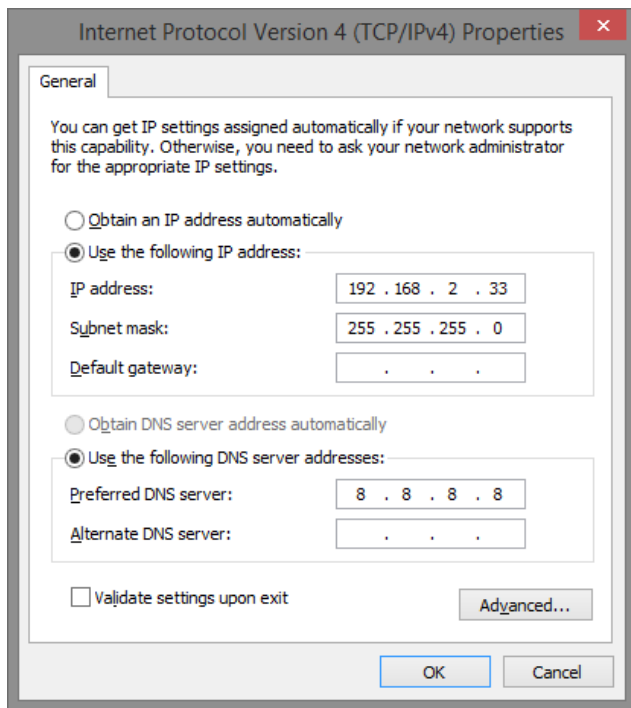 Internet Protocol Version 4 (TCP/IPv4) Properties
General
You can get IP settings assigned automatically if your network supports
this capability. Otherwise, you need to ask your network administrator
for the appropriate IP settings.
Obtain an IP address automatically
Use the following IP address:
IP address: 192 . 168 . 2 . 33
Subnet mask: 255 . 255 . 255 . 0
Default gateway: . . .
Obtain DNS server address automatically
Use the following DNS server addresses:
Preferred DNS server: 8 . 8 . 8 . 8
Alternate DNS server: . . .
Validate settings upon exit
Advanced...
OK Cancel